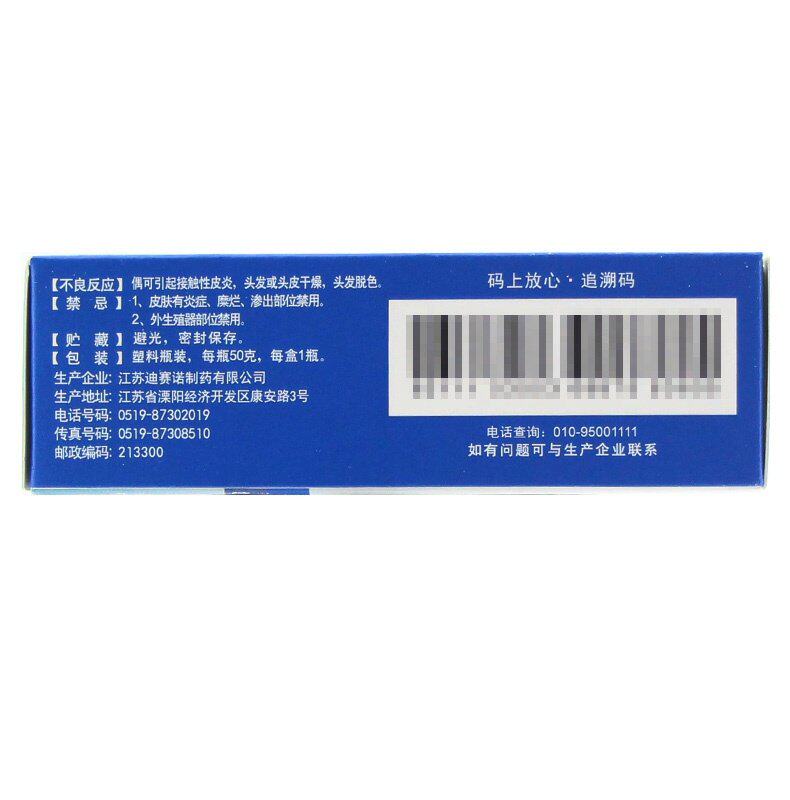 【不良反应】 偶可引起接触性皮炎，头发或头皮干燥，头发脱色。
【禁 忌】 1、皮肤有炎症、糜烂、渗出部位禁用。
2、外生殖器部位禁用。
【贮 藏】 避光，密封保存。
【包 装】 塑料瓶装，每瓶50克，每盒1瓶。
生产企业: 江苏迪赛诺制药有限公司
生产地址: 江苏省溧阳经济开发区康安路3号
电话号码: 0519-87302019
传真号码: 0519-87308510
邮政编码: 213300
码上放心·追溯码
电话查询: 010-95001111
如有问题可与生产企业联系